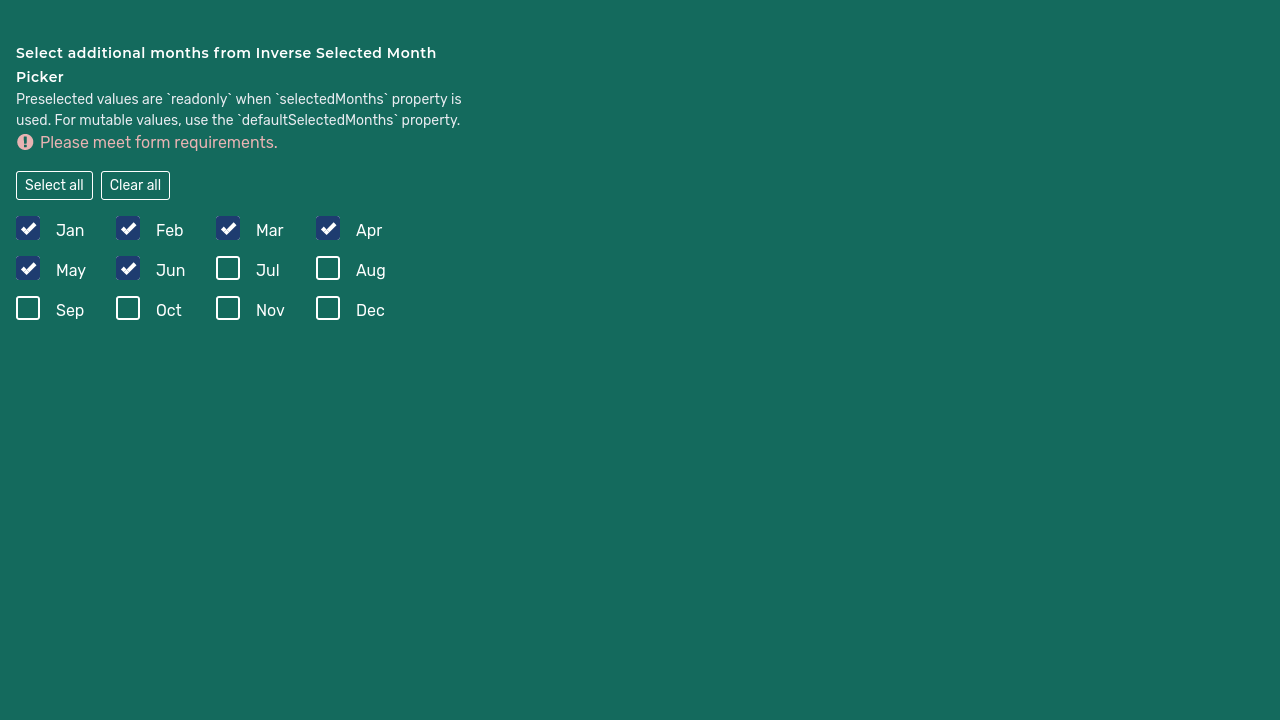 Select additional months from Inverse Selected Month
Picker
Preselected values are `readonly` when `selectedMonths` property is
used. For mutable values, use the `defaultSelectedMonths` property.
Please meet form requirements.
Select all Clear all
Jan Feb Mar Apr
May Jun Jul Aug
Sep Oct Nov Dec